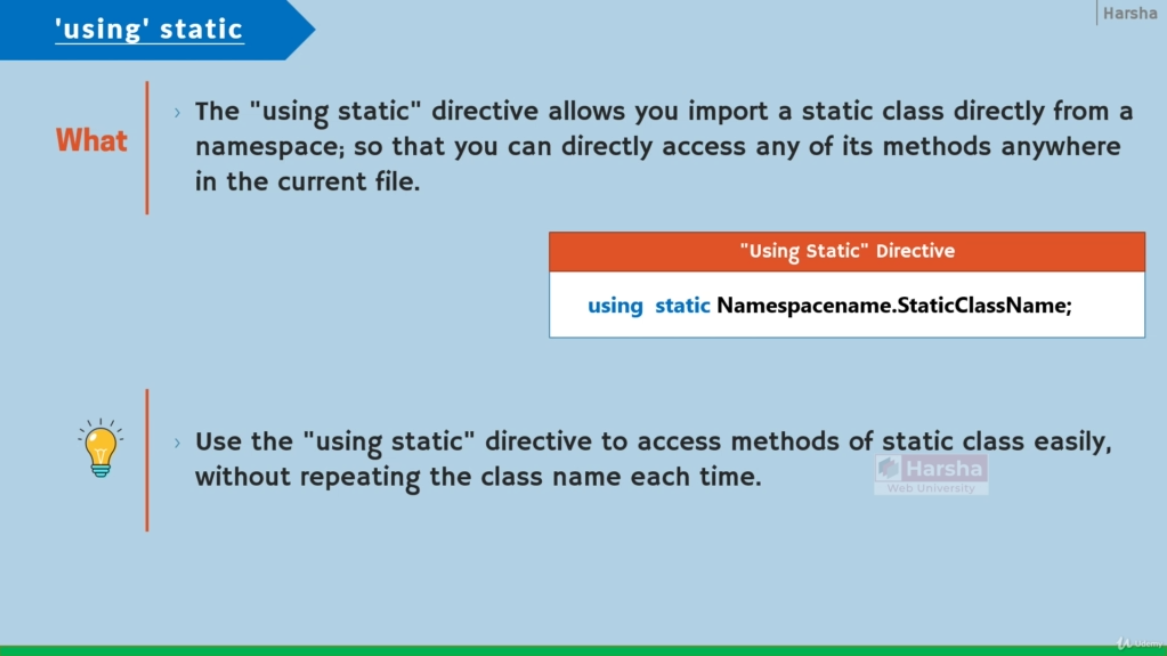 'using' static
Harsha
What
› The "using static" directive allows you import a static class directly from a
namespace; so that you can directly access any of its methods anywhere
in the current file.
"Using Static" Directive
using static Namespacename.StaticClassName;
› Use the "using static" directive to access methods of static class easily,
without repeating the class name each time.
Harsha
Web University
Udemy